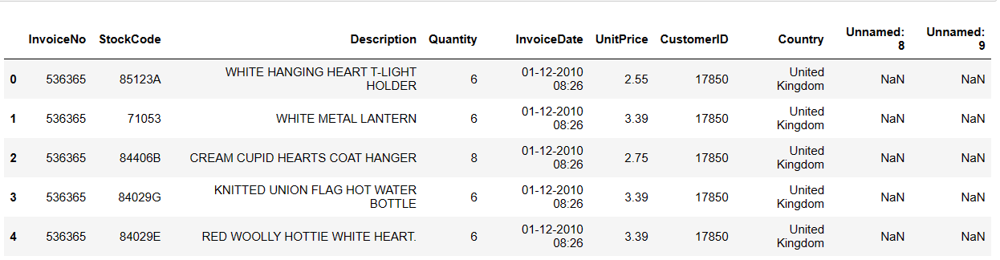 InvoiceNo StockCode Description Quantity InvoiceDate UnitPrice CustomerID Country Unnamed: 8 Unnamed: 9
0 536365 85123A WHITE HANGING HEART T-LIGHT HOLDER 6 01-12-2010 08:26 2.55 17850 United Kingdom NaN NaN
1 536365 71053 WHITE METAL LANTERN 6 01-12-2010 08:26 3.39 17850 United Kingdom NaN NaN
2 536365 84406B CREAM CUPID HEARTS COAT HANGER 8 01-12-2010 08:26 2.75 17850 United Kingdom NaN NaN
3 536365 84029G KNITTED UNION FLAG HOT WATER BOTTLE 6 01-12-2010 08:26 3.39 17850 United Kingdom NaN NaN
4 536365 84029E RED WOOLLY HOTTIE WHITE HEART. 6 01-12-2010 08:26 3.39 17850 United Kingdom NaN NaN